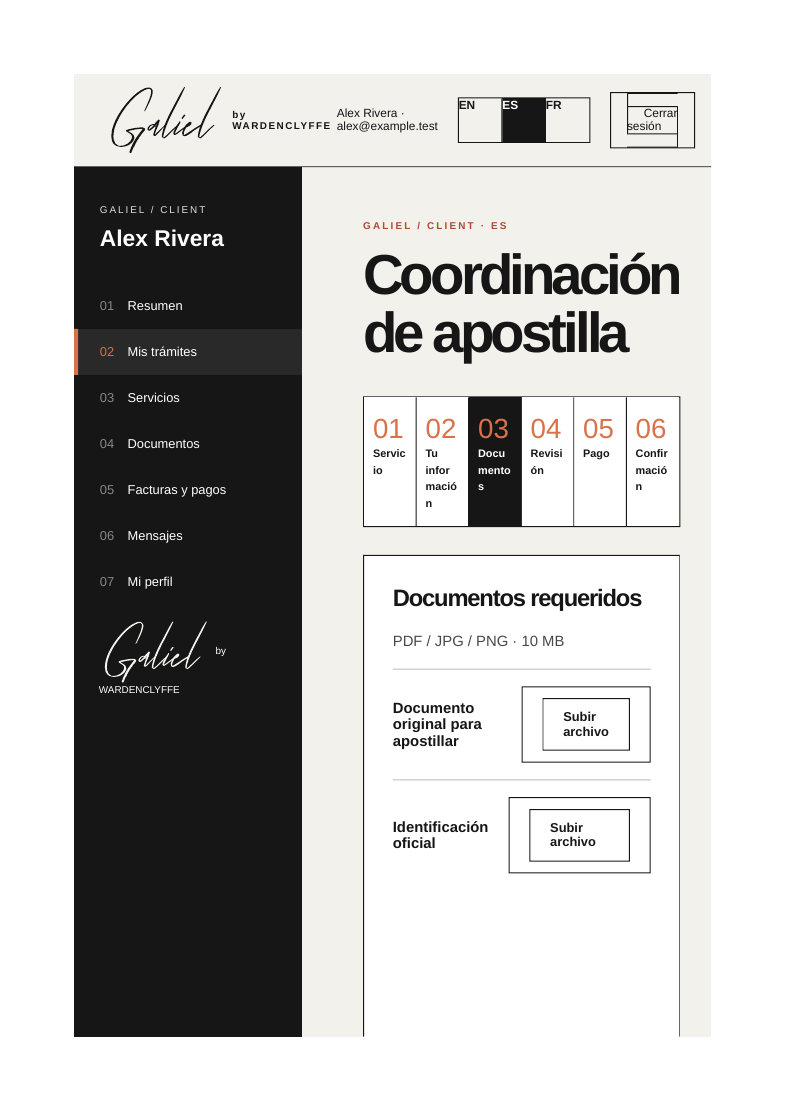 Galiel
by
WARDENCLYFFE
Alex Rivera ·
alex@example.test
EN
ES
FR
Cerrar
sesión
GALIEL / CLIENT
Alex Rivera
01 Resumen
02 Mis trámites
03 Servicios
04 Documentos
05 Facturas y pagos
06 Mensajes
07 Mi perfil
Galiel by
WARDENCLYFFE
GALIEL / CLIENT · ES
Coordinación
de apostilla
01
Servic
io
02
Tu
infor
mació
n
03
Docu
mento
s
04
Revisi
ón
05
Pago
06
Confir
mació
n
Documentos requeridos
PDF / JPG / PNG · 10 MB
Documento
original para
apostillar
Subir
archivo
Identificación
oficial
Subir
archivo